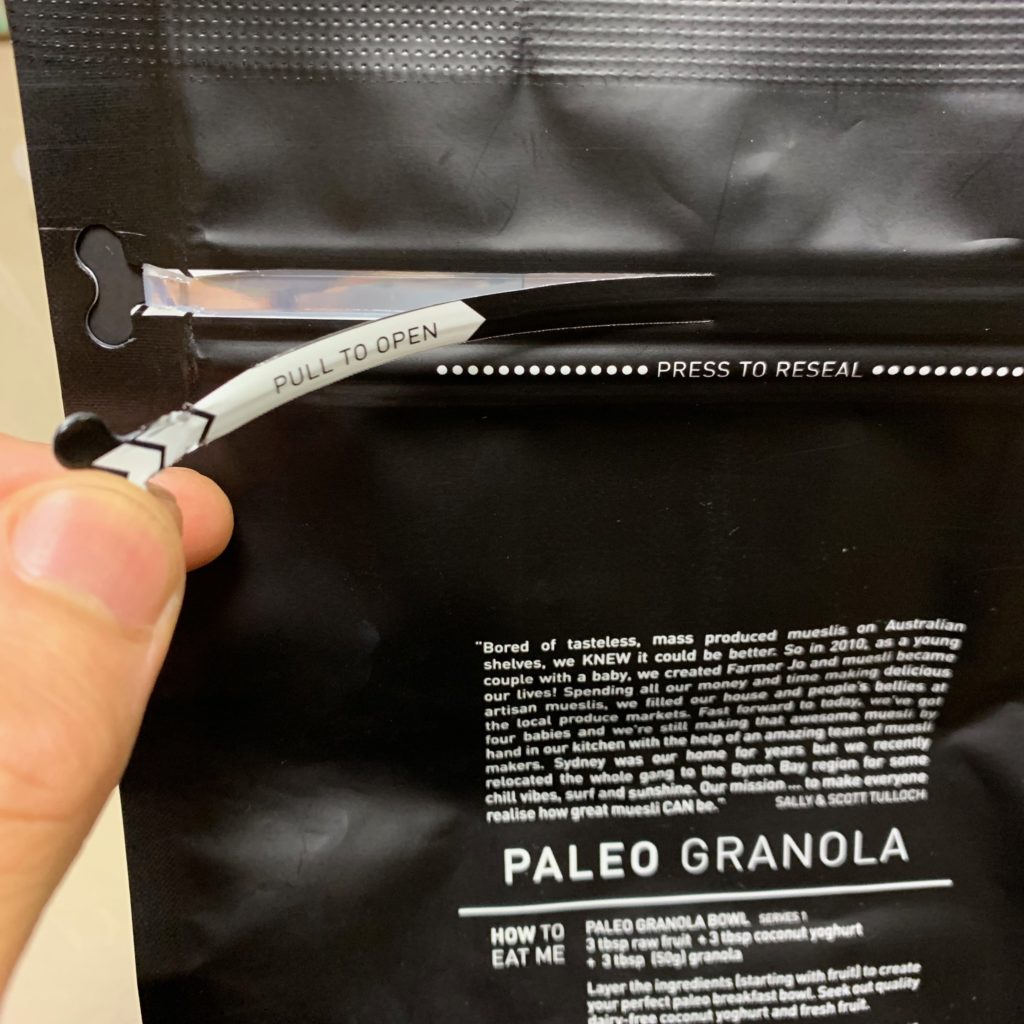 PULL TO OPEN
PRESS TO RESEAL
"Bored of tasteless, mass produced mueslis on Australian
shelves, we KNEW it could be better. So in 2010, as a young
couple with a baby, we created Farmer Jo and muesli became
our lives! Spending all our money and time making delicious
artisan mueslis, we filled our house and people's bellies at
the local produce markets. Fast forward to today, we've got
four babies and we're still making that awesome muesli by
hand in our kitchen with the help of an amazing team of muesli
makers. Sydney was our home for years but we recently
relocated the whole gang to the Byron Bay region for some
chill vibes, surf and sunshine. Our mission ... to make everyone
realise how great muesli CAN be." SALLY & SCOTT TULLOCH
PALEO GRANOLA
HOW TO
EAT ME
PALEO GRANOLA BOWL SERVES 1
3 tbsp raw fruit + 3 tbsp coconut yoghurt
+ 3 tbsp (50g) granola
Layer the ingredients (starting with fruit) to create
your perfect paleo breakfast bowl. Seek out quality
dairy-free coconut yoghurt and fresh fruit.